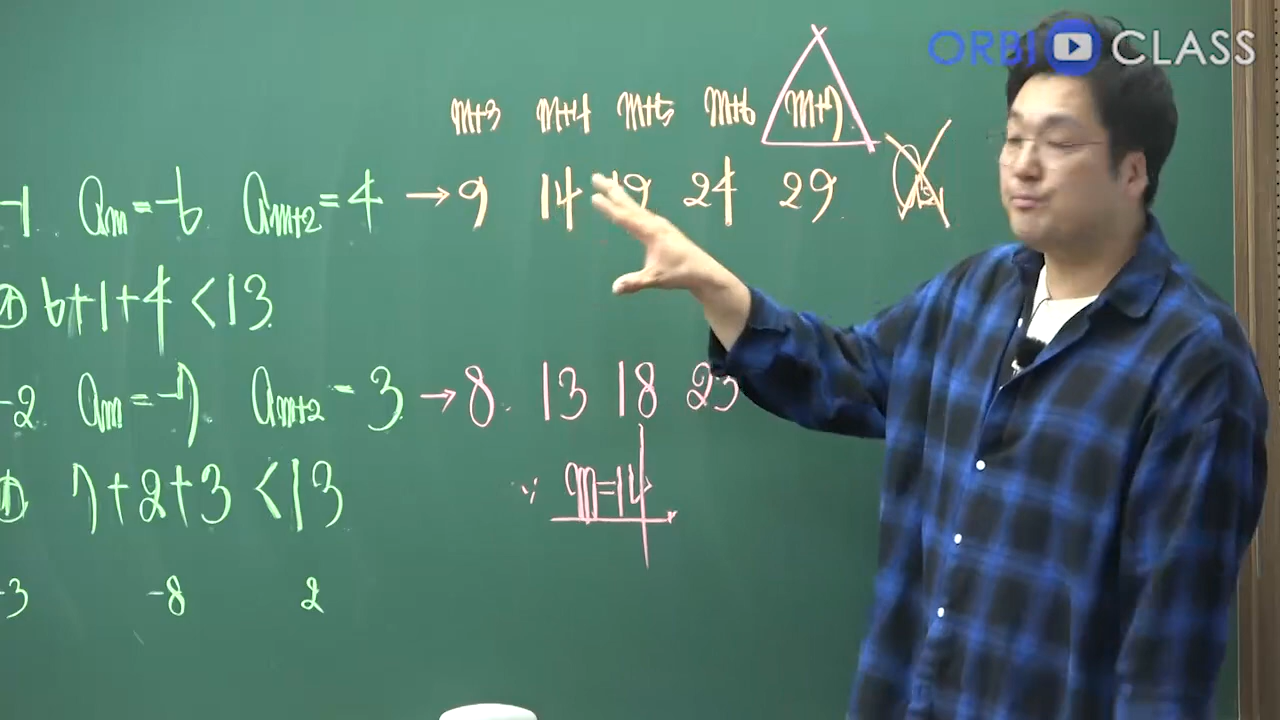 ORBI CLASS
m+3 m+4 m+5 m+6 m+7
-1 am=-6 am+2=4 → 9 14 19 24 29
① 6+1+4<13
-2 am=-7 am+2=3 → 8 13 18 23
① 7+2+3<13
∵ m=14
-3 -8 2